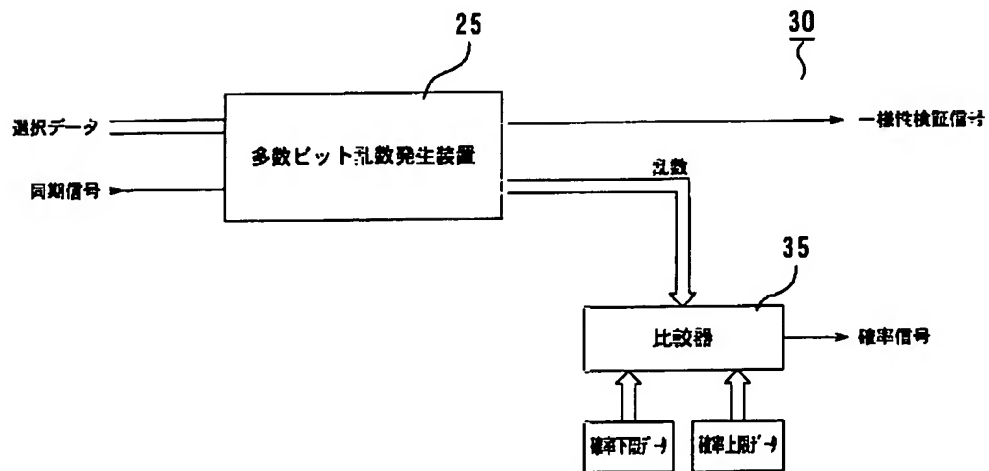 30
25
選択データ
多数ビット乱数発生装置
一様性検証信号
同期信号
乱数
35
比較器
確率信号
確率下限データ
確率上限データ